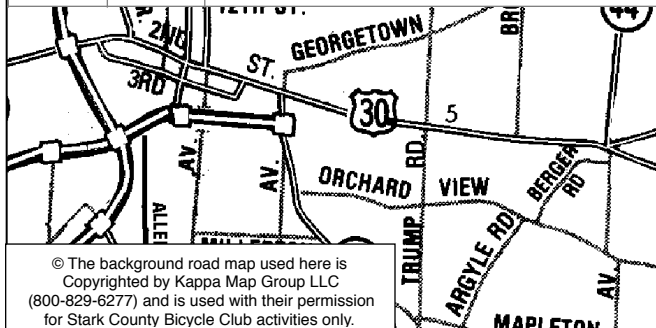 12TH ST.
44
2ND
ST.
GEORGETOWN
3RD
30
5
AV.
AV.
RD.
ORCHARD VIEW
BERGER
RD
TRUMP
ARGYLE RD
AV.
MAPLETON
© The background road map used here is
Copyrighted by Kappa Map Group LLC
(800-829-6277) and is used with their permission
for Stark County Bicycle Club activities only.